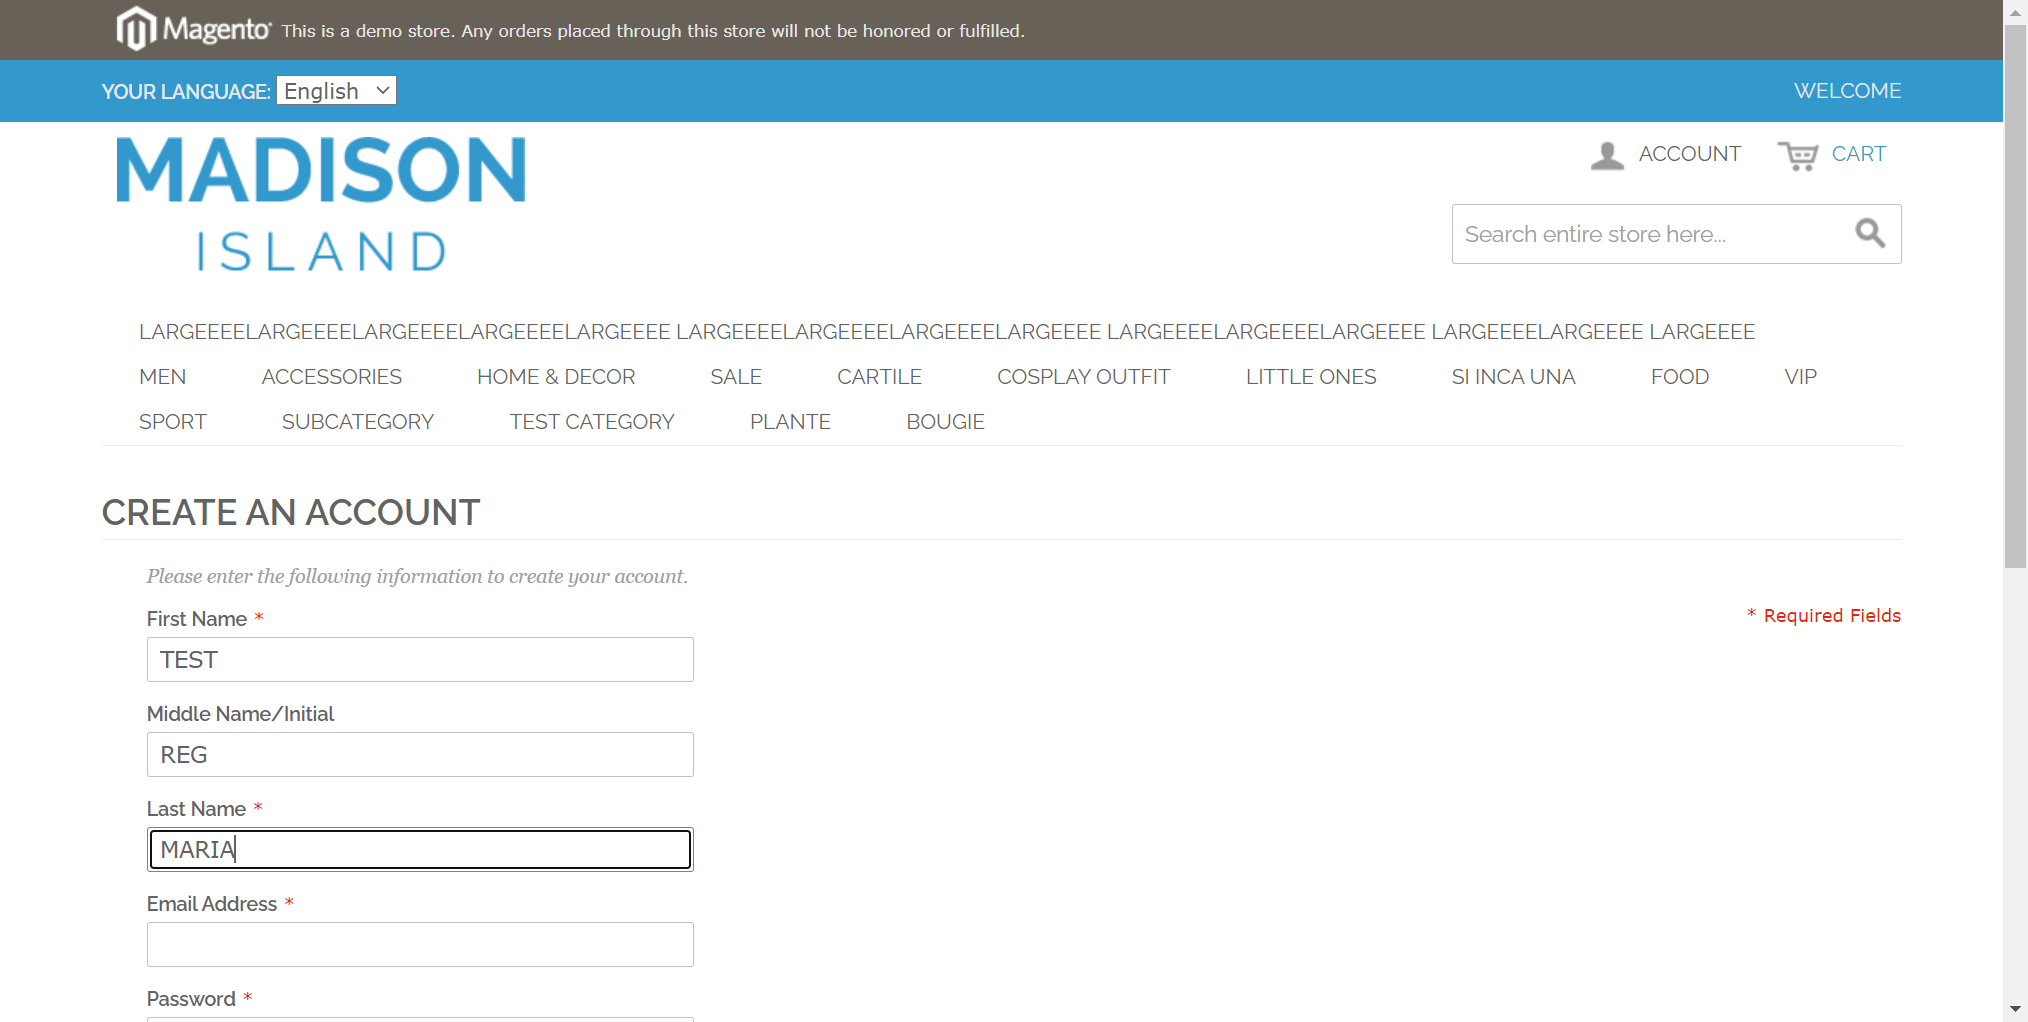 Magento This is a demo store. Any orders placed through this store will not be honored or fulfilled.
YOUR LANGUAGE: English WELCOME
MADISON
ISLAND
ACCOUNT CART
Search entire store here...
LARGEEEELARGEEEELARGEEEELARGEEEELARGEEEE LARGEEEELARGEEEELARGEEEELARGEEEE LARGEEEELARGEEEELARGEEEE LARGEEEELARGEEEE LARGEEEE
MEN ACCESSORIES HOME & DECOR SALE CARTILE COSPLAY OUTFIT LITTLE ONES SI INCA UNA FOOD VIP
SPORT SUBCATEGORY TEST CATEGORY PLANTE BOUGIE
CREATE AN ACCOUNT
Please enter the following information to create your account.
First Name *
* Required Fields
TEST
Middle Name/Initial
REG
Last Name *
MARIA
Email Address *
Password *